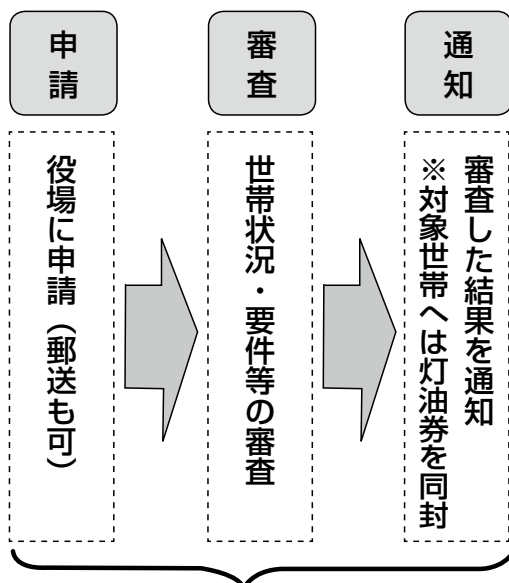 申請
役場に申請（郵送も可）
審査
世帯状況・要件等の審査
通知
審査した結果を通知
※対象世帯へは灯油券を同封